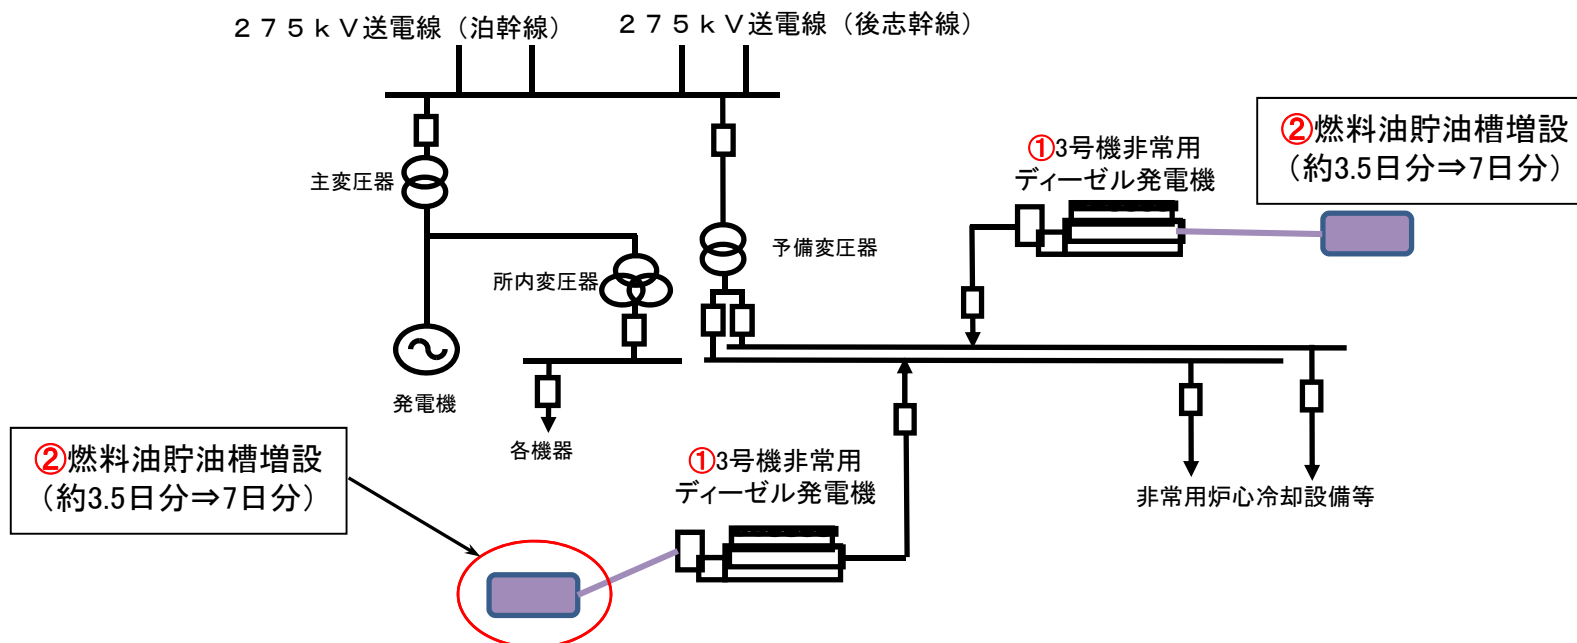 ２７５ｋＶ送電線（泊幹線）
２７５ｋＶ送電線（後志幹線）
主変圧器
所内変圧器
予備変圧器
①3号機非常用
ディーゼル発電機
②燃料油貯油槽増設
（約3.5日分⇒7日分）
発電機
各機器
②燃料油貯油槽増設
（約3.5日分⇒7日分）
①3号機非常用
ディーゼル発電機
非常用炉心冷却設備等